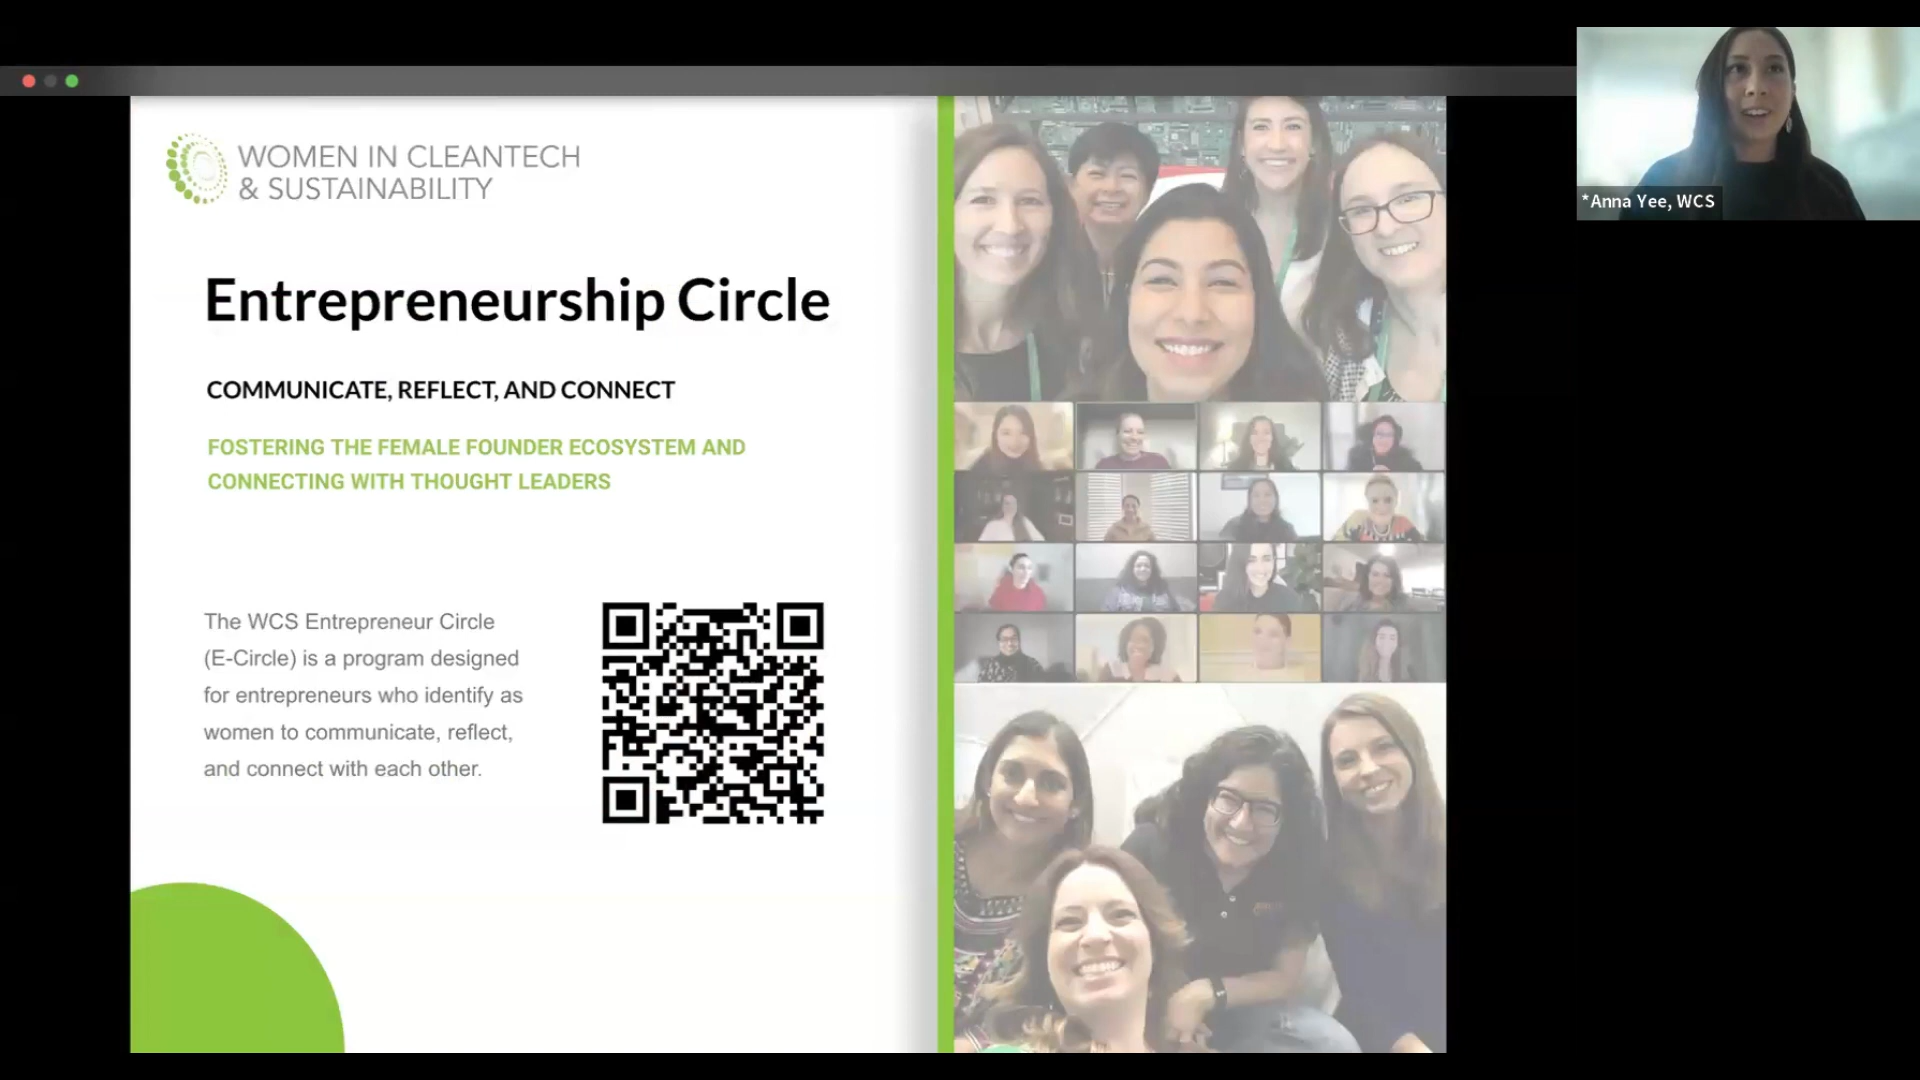 WOMEN IN CLEANTECH
& SUSTAINABILITY
Entrepreneurship Circle
COMMUNICATE, REFLECT, AND CONNECT
FOSTERING THE FEMALE FOUNDER ECOSYSTEM AND
CONNECTING WITH THOUGHT LEADERS
The WCS Entrepreneur Circle
(E-Circle) is a program designed
for entrepreneurs who identify as
women to communicate, reflect,
and connect with each other.
*Anna Yee, WCS